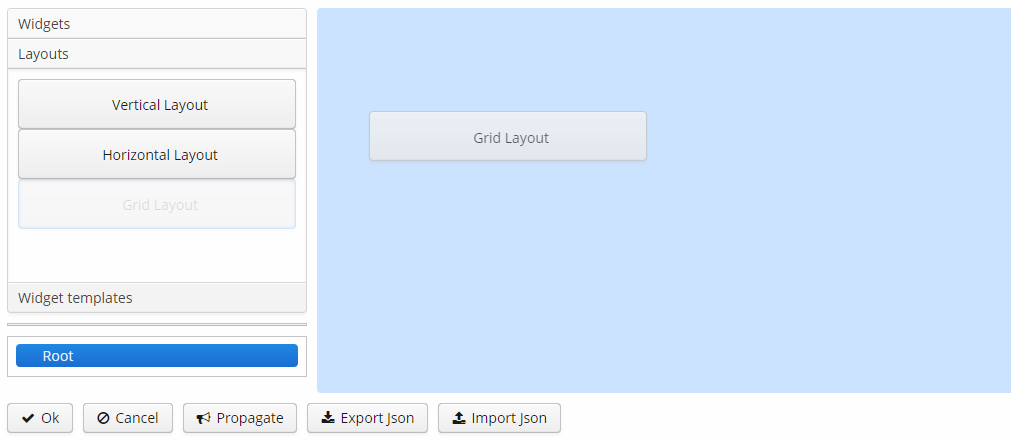 Widgets
Layouts
Vertical Layout
Horizontal Layout
Grid Layout
Grid Layout
Widget templates
Root
Ok Cancel Propagate Export Json Import Json